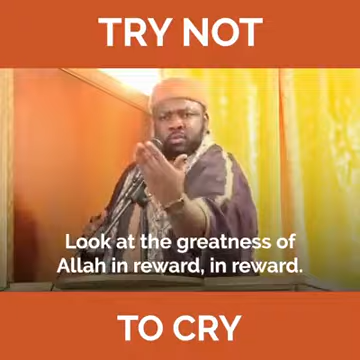 TRY NOT
Look at the greatness of
Allah in reward, in reward.
TO CRY